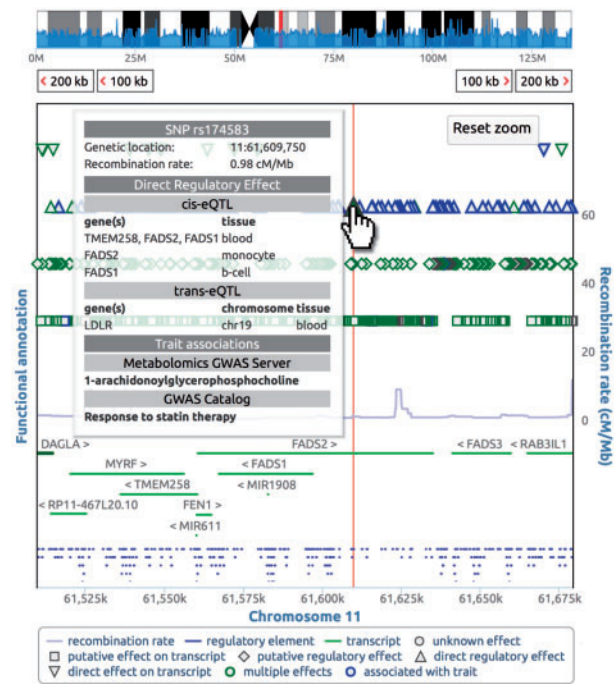 0M 25M 50M 75M 100M 125M
< 200 kb < 100 kb 100 kb > 200 kb >
Reset zoom
SNP rs174583
Genetic location: 11:61,609,750
Recombination rate: 0.98 cM/Mb
Direct Regulatory Effect
cis-eQTL
gene(s) tissue
TMEM258, FADS2, FADS1 blood
FADS2 monocyte
FADS1 b-cell
trans-eQTL
gene(s) chromosome tissue
LDLR chr19 blood
Trait associations
Metabolomics GWAS Server
1-arachidonoylglycerophosphocholine
GWAS Catalog
Response to statin therapy
Functional annotation
60
40
20
0
Recombination rate (cM/Mb)
DAGLA > FADS2 > < FADS3 < RAB3IL1
MYRF > < FADS1
< TMEM258 < MIR1908
< RP11-467L20.10 FEN1 >
< MIR611
61,525k 61,550k 61,575k 61,600k 61,625k 61,650k 61,675k
Chromosome 11
recombination rate regulatory element transcript unknown effect
putative effect on transcript putative regulatory effect direct regulatory effect
direct effect on transcript multiple effects associated with trait